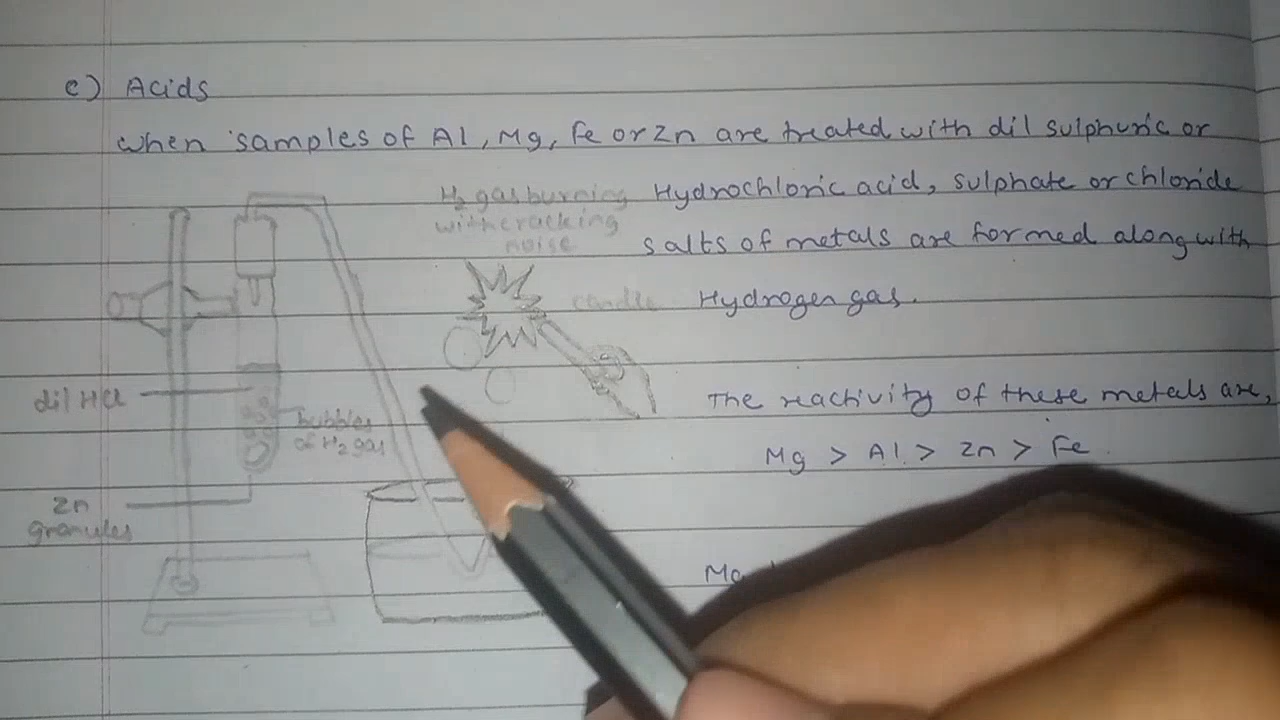 c) Acids
When samples of Al, Mg, Fe or Zn are treated with dil sulphuric or
Hydrochloric acid, sulphate or chloride
salts of metals are formed along with
Hydrogen gas.
H₂ gas burning
with cracking
noise
candle
dil HCl
bubbles
of H₂ gas
Zn
granules
The reactivity of these metals are,
Mg > Al > Zn > Fe